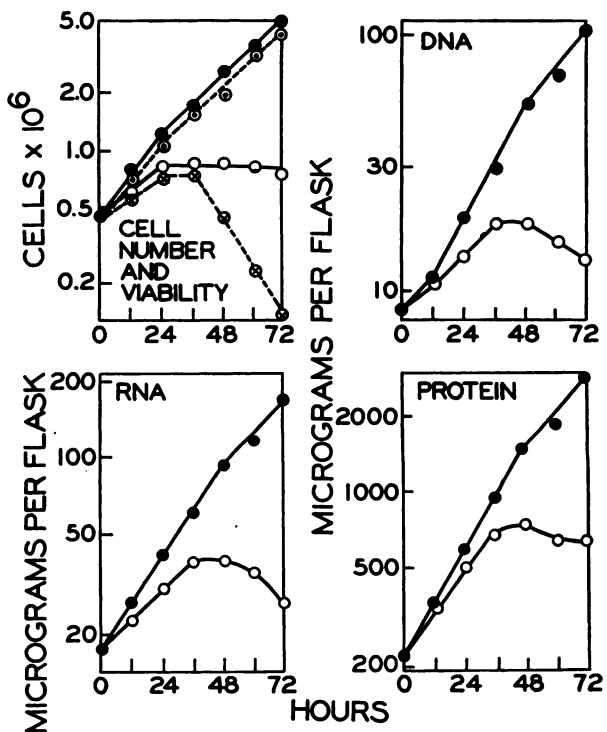 CELLS x 10⁶
5.0
2.0
1.0
0.5
0.2
CELL
NUMBER
AND
VIABILITY
0 24 48 72
MICROGRAMS PER FLASK
DNA
100
30
10
0 24 48 72
MICROGRAMS PER FLASK
RNA
200
100
50
20
0 24 48 72
PROTEIN
2000
1000
500
200
0 24 48 72
HOURS